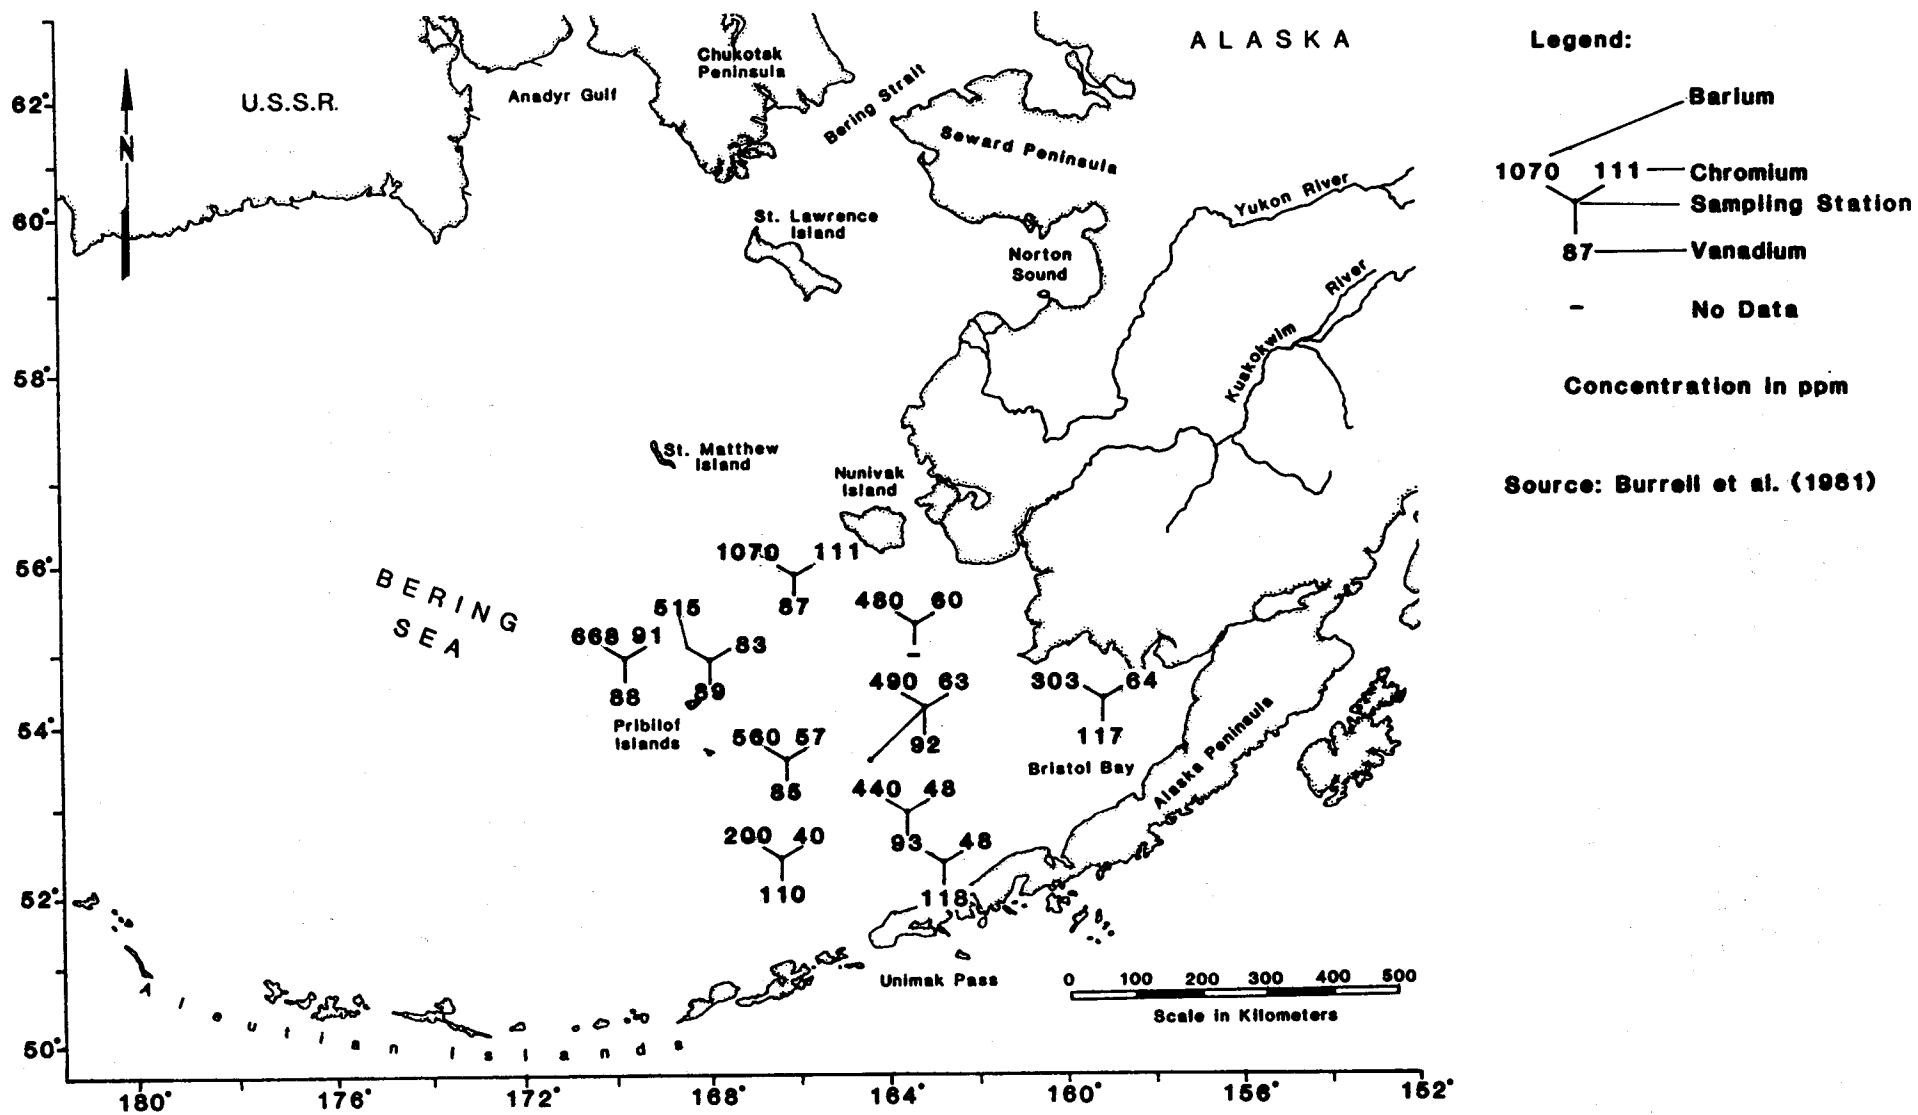 ALASKA
Legend:
Chukotsk
Peninsula
Bering Strait
62°
U.S.S.R.
Anadyr Gulf
Barium
N
Seward Peninsula
1070 111 Chromium
Yukon River
Sampling Station
60°
St. Lawrence
Island
Norton
Sound
87 Vanadium
River
- No Data
Kuskokwim
58°
Concentration in ppm
St. Matthew
Island
Nunivak
Island
Source: Burrell et al. (1981)
56°
1070 111
87
BERING
SEA
515
480 60
-
668 91
83
88
89
490 63
92
303 64
117
54°
Pribilof
Islands
560 57
85
Bristol Bay
Alaska Peninsula
440 48
93
48
118
200 40
110
52°
Unimak Pass
0 100 200 300 400 500
Scale in Kilometers
Aleutian Islands
50°
180° 176° 172° 168° 164° 160° 156° 152°